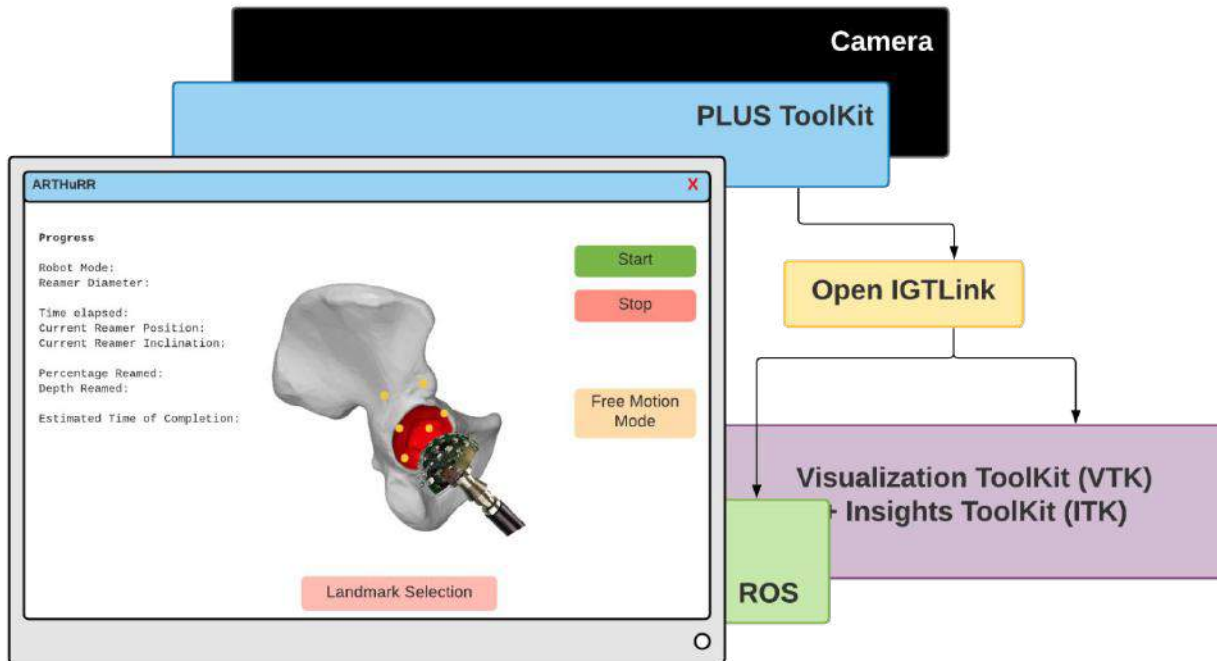 Camera
PLUS ToolKit
ARTHuRR
X
Progress
Robot Mode:
Reamer Diameter:
Time elapsed:
Current Reamer Position:
Current Reamer Inclination:
Percentage Reamed:
Depth Reamed:
Estimated Time of Completion:
Start
Stop
Free Motion
Mode
Landmark Selection
Open IGTLink
Visualization ToolKit (VTK)
+ Insights ToolKit (ITK)
ROS